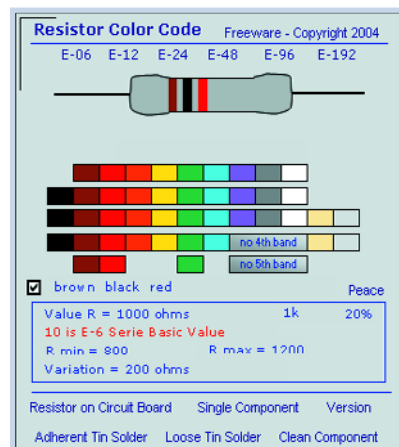 Resistor Color Code Freeware - Copyright 2004
E-06 E-12 E-24 E-48 E-96 E-192
no 4th band
no 5th band
brown black red Peace
Value R = 1000 ohms 1k 20%
10 is E-6 Serie Basic Value
R min = 800 R max = 1200
Variation = 200 ohms
Resistor on Circuit Board Single Component Version
Adherent Tin Solder Loose Tin Solder Clean Component